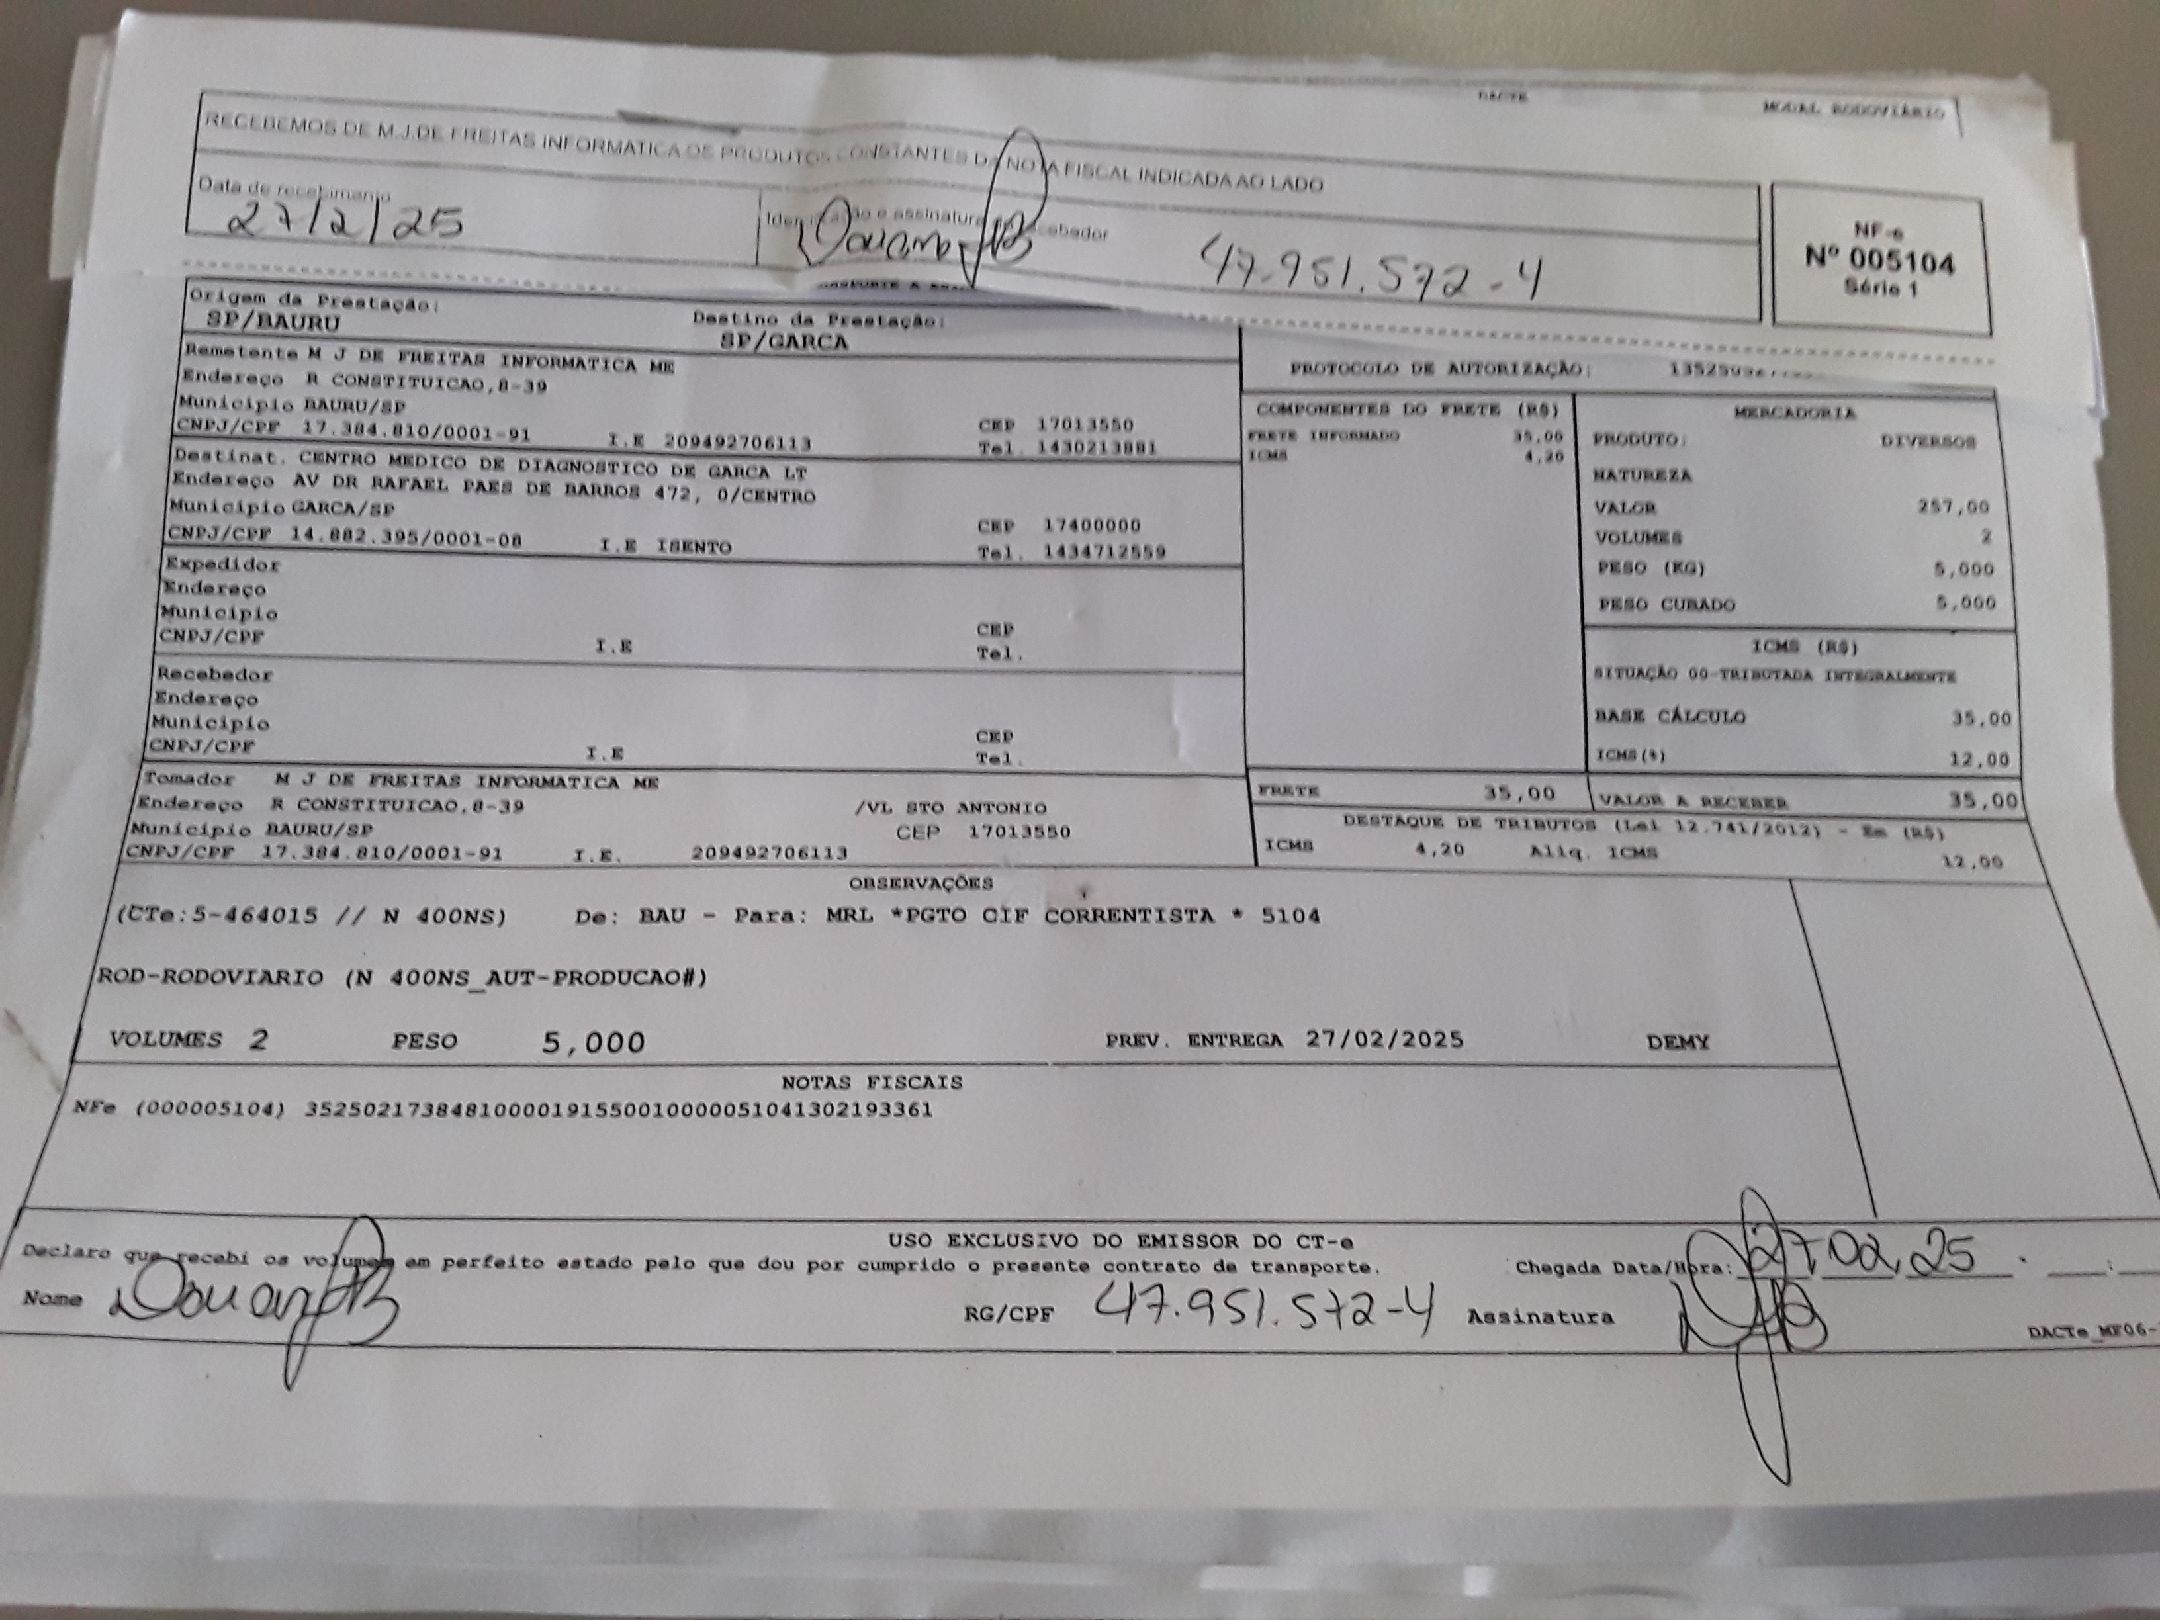 DACTE
MODAL RODOVIÁRIO
RECEBEMOS DE M.J.DE FREITAS INFORMATICA OS PRODUTOS CONSTANTES DA NOTA FISCAL INDICADA AO LADO
Data de recebimento
27/2/25
Identificação e assinatura recebedor
47.951.572-4
NF-e
Nº 005104
Série 1
Origem da Prestação:
SP/BAURU
Destino da Prestação:
SP/GARCA
Remetente M J DE FREITAS INFORMATICA ME
Endereço R CONSTITUICAO,8-39
Municipio BAURU/SP
CEP 17013550
CNPJ/CPF 17.384.810/0001-91 I.E 209492706113 Tel. 1430213881
Destinat. CENTRO MEDICO DE DIAGNOSTICO DE GARCA LT
Endereço AV DR RAFAEL PAES DE BARROS 472, 0/CENTRO
Municipio GARCA/SP CEP 17400000
CNPJ/CPF 14.882.395/0001-08 I.E ISENTO Tel. 1434712559
Expedidor
Endereço
Municipio CEP
CNPJ/CPF I.E Tel.
Recebedor
Endereço
Municipio CEP
CNPJ/CPF I.E Tel.
Tomador M J DE FREITAS INFORMATICA ME
Endereço R CONSTITUICAO,8-39 /VL STO ANTONIO
Municipio BAURU/SP CEP 17013550
CNPJ/CPF 17.384.810/0001-91 I.E. 209492706113
PROTOCOLO DE AUTORIZAÇÃO:
COMPONENTES DO FRETE (R$)
FRETE INFORMADO 35,00
ICMS 4,20
MERCADORIA
PRODUTO: DIVERSOS
NATUREZA
VALOR 257,00
VOLUMES 2
PESO (KG) 5,000
PESO CUBADO 5,000
ICMS (R$)
SITUAÇÃO 00-TRIBUTADA INTEGRALMENTE
BASE CÁLCULO 35,00
ICMS(%) 12,00
FRETE 35,00 VALOR A RECEBER 35,00
DESTAQUE DE TRIBUTOS (Lei 12.741/2012) - Em (R$)
ICMS 4,20 Aliq. ICMS 12,00
OBSERVAÇÕES
(CTe:5-464015 // N 400NS) De: BAU - Para: MRL *PGTO CIF CORRENTISTA * 5104
ROD-RODOVIARIO (N 400NS_AUT-PRODUCAO#)
VOLUMES 2 PESO 5,000 PREV. ENTREGA 27/02/2025 DEMY
NOTAS FISCAIS
NFe (000005104) 35250217384810000191550010000051041302193361
USO EXCLUSIVO DO EMISSOR DO CT-e
Declaro que recebi os volumes em perfeito estado pelo que dou por cumprido o presente contrato de transporte. Chegada Data/Hora: 27 02 25 :
Nome RG/CPF 47.951.572-4 Assinatura
DACTe_MF06-